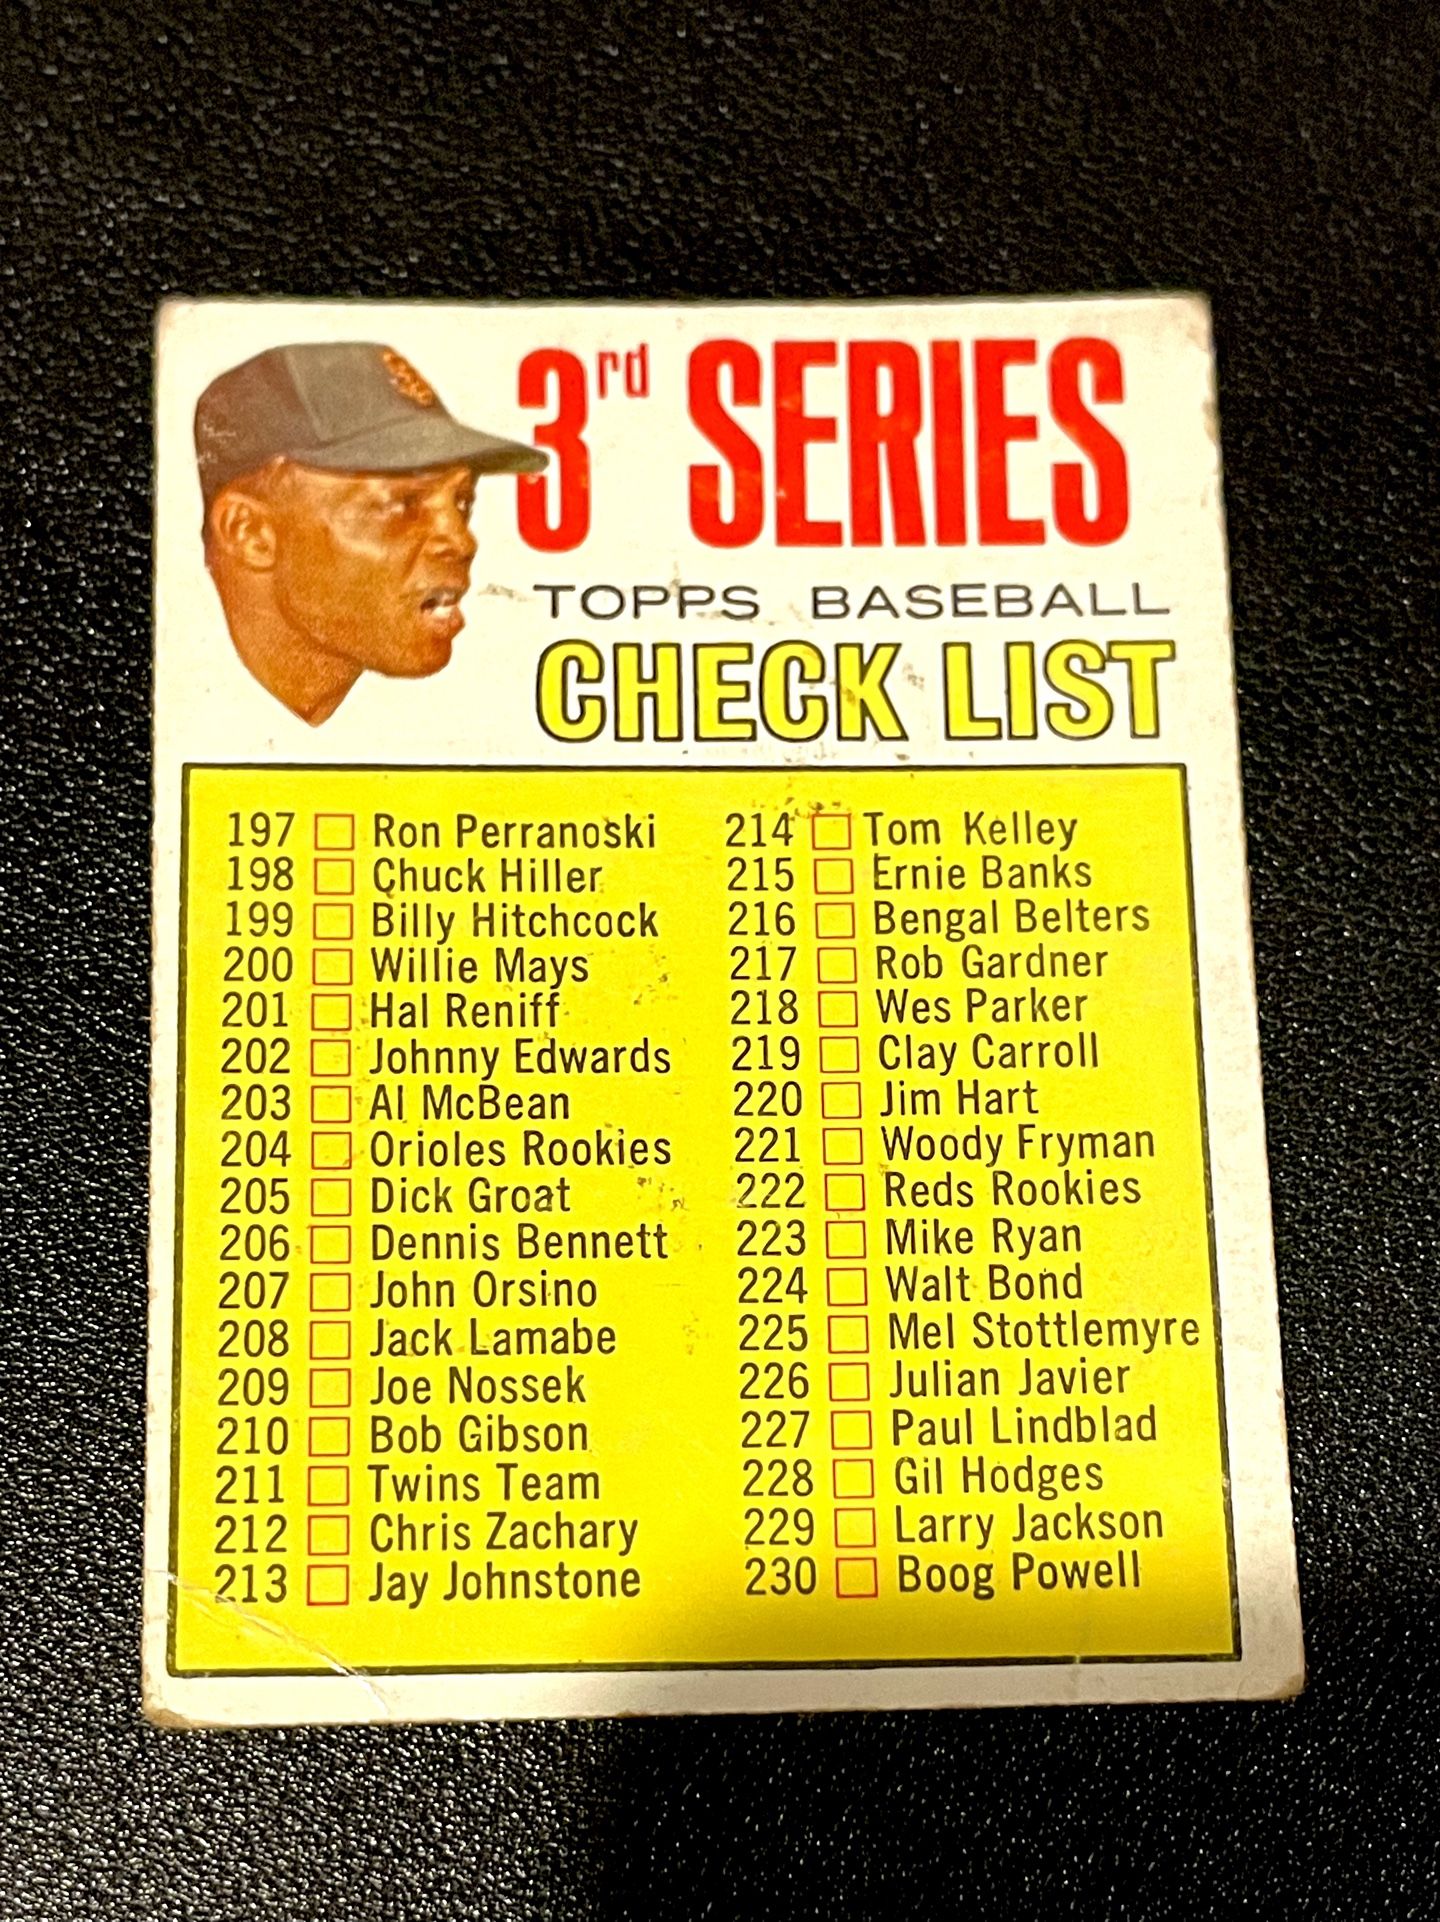 3rd SERIES
TOPPS BASEBALL
CHECK LIST
197 Ron Perranoski
198 Chuck Hiller
199 Billy Hitchcock
200 Willie Mays
201 Hal Reniff
202 Johnny Edwards
203 Al McBean
204 Orioles Rookies
205 Dick Groat
206 Dennis Bennett
207 John Orsino
208 Jack Lamabe
209 Joe Nossek
210 Bob Gibson
211 Twins Team
212 Chris Zachary
213 Jay Johnstone
214 Tom Kelley
215 Ernie Banks
216 Bengal Belters
217 Rob Gardner
218 Wes Parker
219 Clay Carroll
220 Jim Hart
221 Woody Fryman
222 Reds Rookies
223 Mike Ryan
224 Walt Bond
225 Mel Stottlemyre
226 Julian Javier
227 Paul Lindblad
228 Gil Hodges
229 Larry Jackson
230 Boog Powell